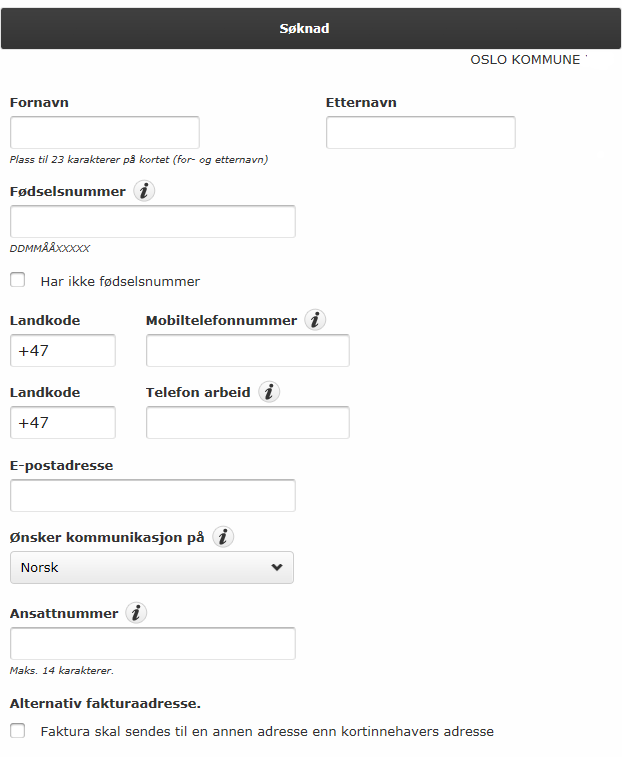 Søknad
OSLO KOMMUNE
Fornavn Etternavn
Plass til 23 karakterer på kortet (for- og etternavn)
Fødselsnummer i
DDMMÅÅXXXXX
Har ikke fødselsnummer
Landkode Mobiltelefonnummer i
+47
Landkode Telefon arbeid i
+47
E-postadresse
Ønsker kommunikasjon på i
Norsk
Ansattnummer i
Maks. 14 karakterer.
Alternativ fakturaadresse.
Faktura skal sendes til en annen adresse enn kortinnehavers adresse